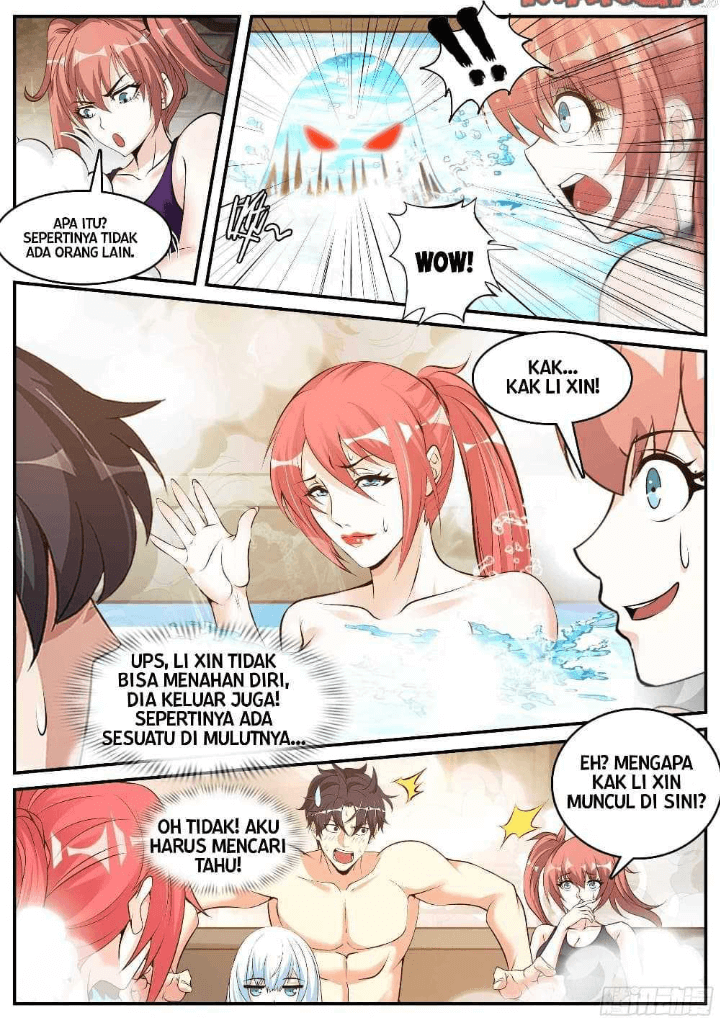 APA ITU?
SEPERTINYA TIDAK
ADA ORANG LAIN.
!!
WOW!
KAK...
KAK LI XIN!
UPS, LI XIN TIDAK
BISA MENAHAN DIRI,
DIA KELUAR JUGA!
SEPERTINYA ADA
SESUATU DI MULUTNYA...
EH? MENGAPA
KAK LI XIN
MUNCUL DI SINI?
OH TIDAK! AKU
HARUS MENCARI
TAHU!